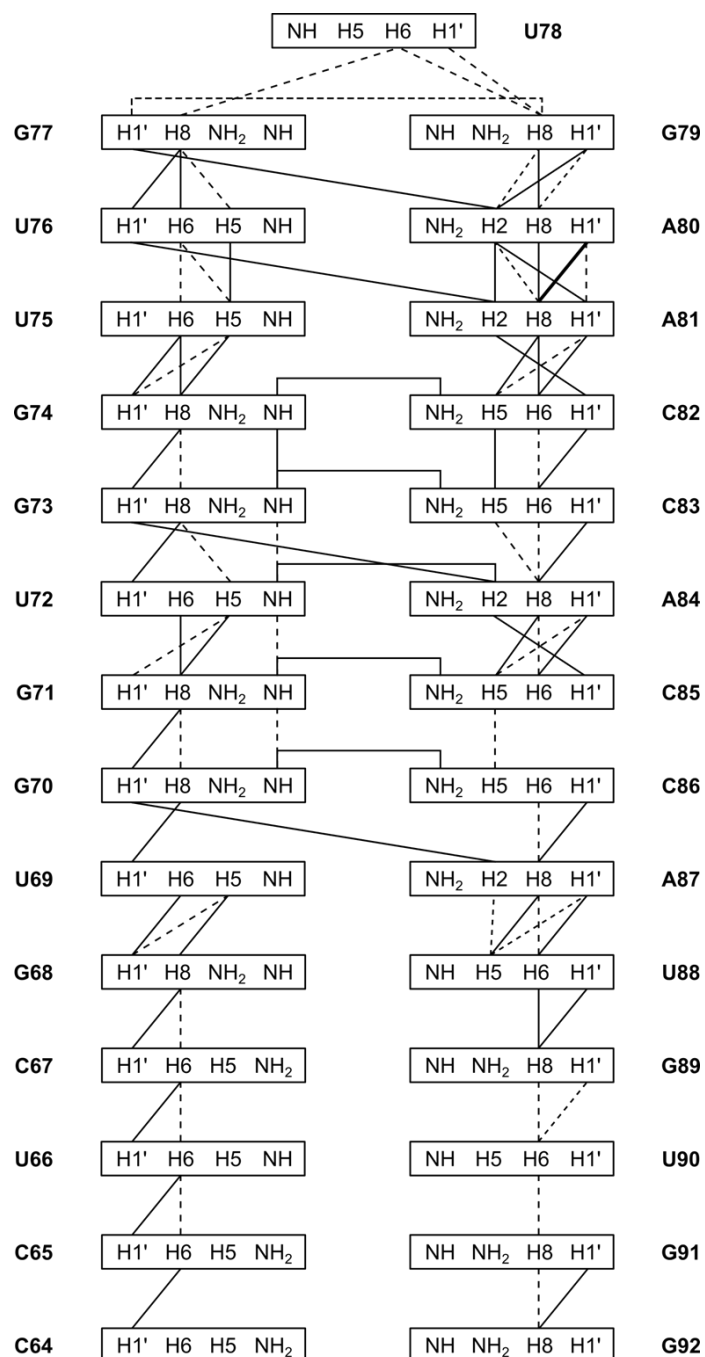 NH H5 H6 H1' U78
G77 H1' H8 NH₂ NH NH NH₂ H8 H1' G79
U76 H1' H6 H5 NH NH₂ H2 H8 H1' A80
U75 H1' H6 H5 NH NH₂ H2 H8 H1' A81
G74 H1' H8 NH₂ NH NH₂ H5 H6 H1' C82
G73 H1' H8 NH₂ NH NH₂ H5 H6 H1' C83
U72 H1' H6 H5 NH NH₂ H2 H8 H1' A84
G71 H1' H8 NH₂ NH NH₂ H5 H6 H1' C85
G70 H1' H8 NH₂ NH NH₂ H5 H6 H1' C86
U69 H1' H6 H5 NH NH₂ H2 H8 H1' A87
G68 H1' H8 NH₂ NH NH H5 H6 H1' U88
C67 H1' H6 H5 NH₂ NH NH₂ H8 H1' G89
U66 H1' H6 H5 NH NH H5 H6 H1' U90
C65 H1' H6 H5 NH₂ NH NH₂ H8 H1' G91
C64 H1' H6 H5 NH₂ NH NH₂ H8 H1' G92